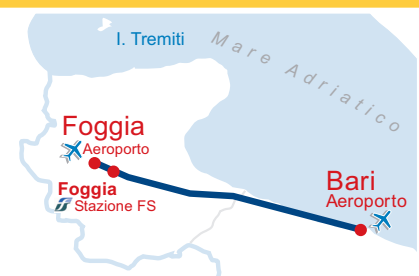 I. Tremiti
Mare Adriatico
Foggia
Aeroporto
Foggia
Stazione FS
Bari
Aeroporto